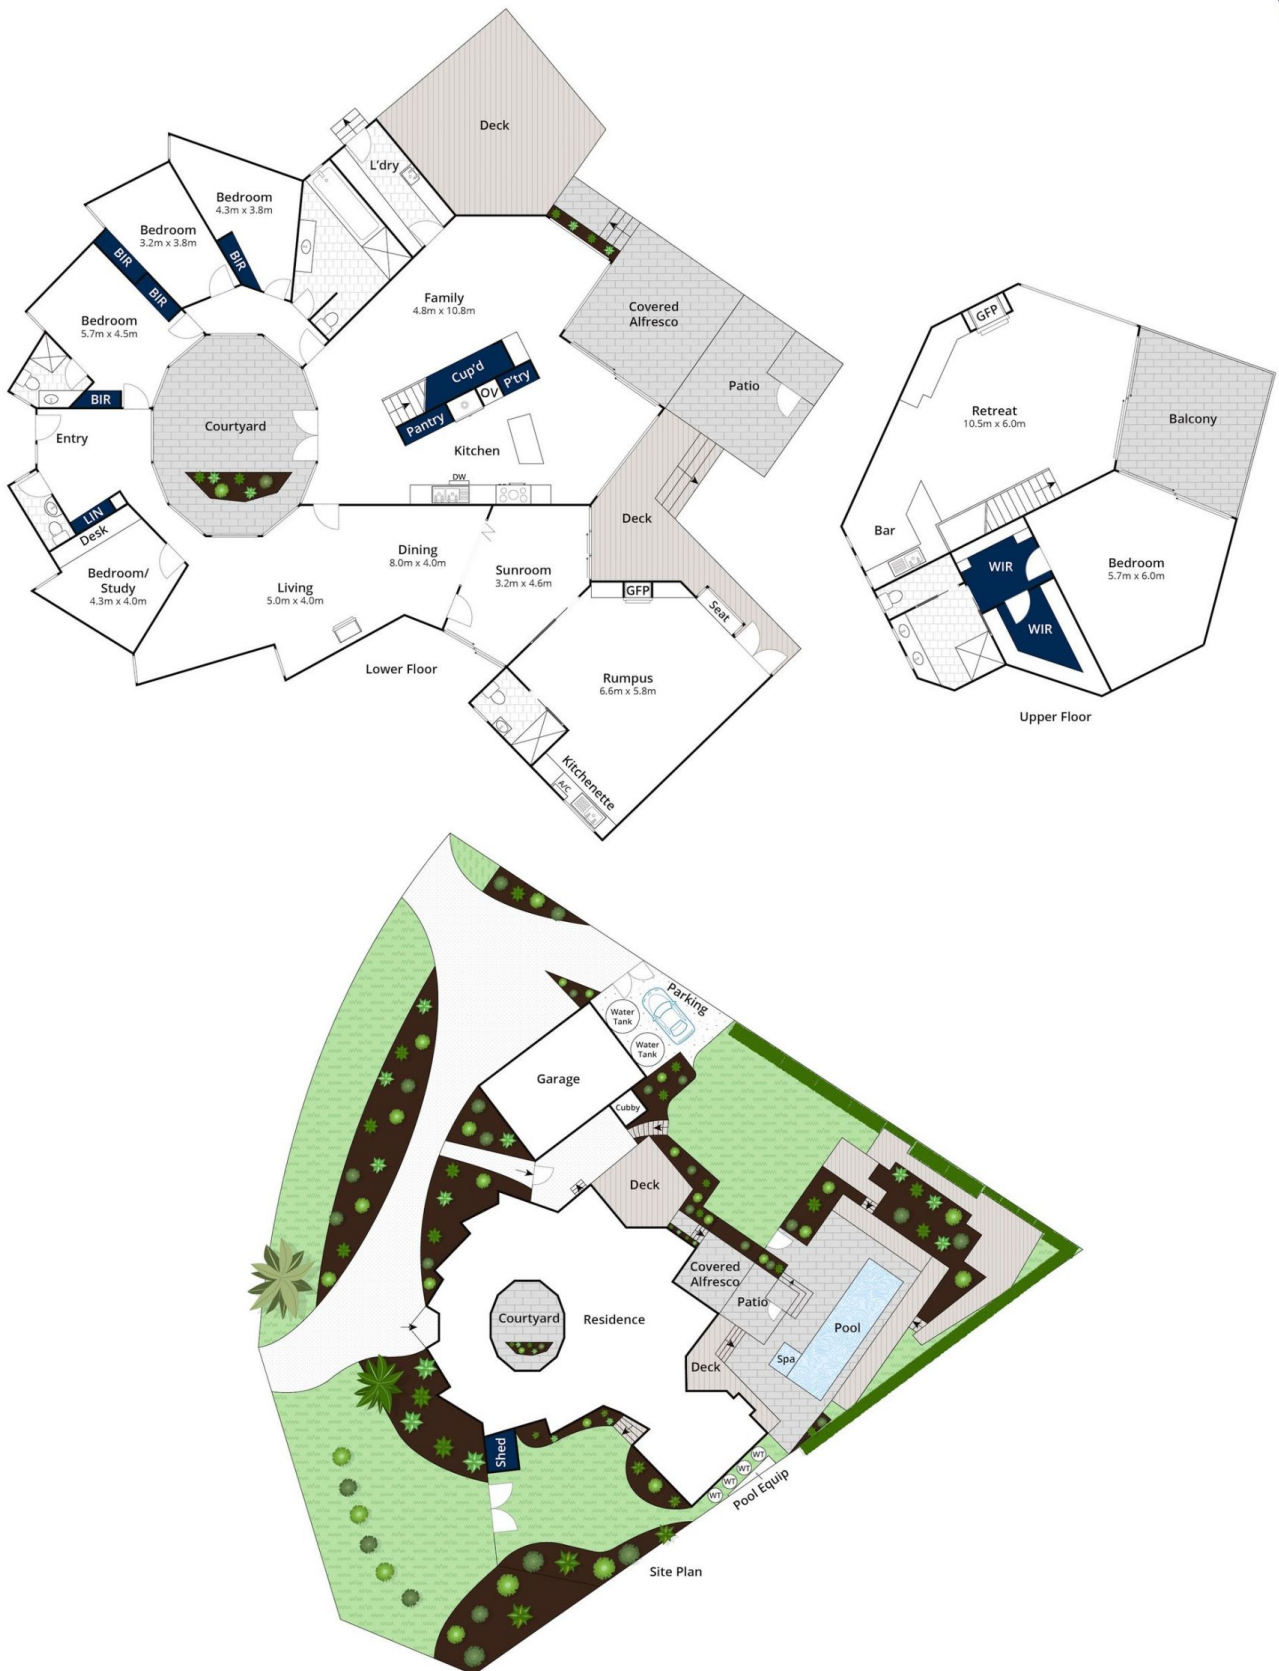 Deck
L'dry
Bedroom
4.3m x 3.8m
Bedroom
3.2m x 3.8m
BIR
BIR
BIR
Bedroom
5.7m x 4.5m
BIR
Entry
Courtyard
LIN
Desk
Bedroom/
Study
4.3m x 4.0m
Family
4.8m x 10.8m
Cup'd
OV
P'try
Pantry
Kitchen
DW
Covered
Alfresco
Patio
Deck
Dining
8.0m x 4.0m
Living
5.0m x 4.0m
Sunroom
3.2m x 4.6m
GFP
Seat
Rumpus
6.6m x 5.8m
Kitchenette
A/C
Lower Floor
GFP
Retreat
10.5m x 6.0m
Balcony
Bar
WIR
WIR
Bedroom
5.7m x 6.0m
Upper Floor
Parking
Water
Tank
Water
Tank
Garage
Cubby
Deck
Covered
Alfresco
Patio
Courtyard
Residence
Pool
Spa
Deck
Shed
WT
WT
WT
WT
Pool Equip
Site Plan